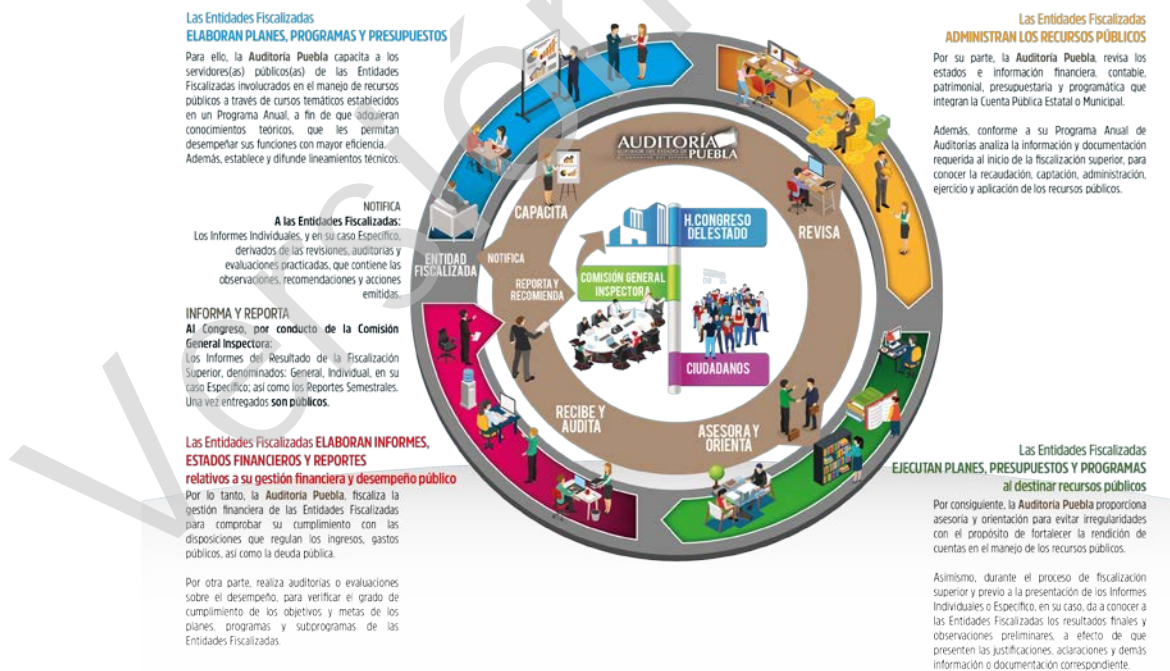 Las Entidades Fiscalizadas
ELABORAN PLANES, PROGRAMAS Y PRESUPUESTOS
Para ello, la Auditoría Puebla capacita a los
servidores(as) públicos(as) de las Entidades
Fiscalizadas involucrados en el manejo de recursos
públicos a través de cursos temáticos establecidos
en un Programa Anual, a fin de que adquieran
conocimientos teóricos, que les permitan
desempeñar sus funciones con mayor eficiencia.
Además, establece y difunde lineamientos técnicos.
NOTIFICA
A las Entidades Fiscalizadas:
Los Informes Individuales, y en su caso Específico,
derivados de las revisiones, auditorías y
evaluaciones practicadas, que contiene las
observaciones, recomendaciones y acciones
emitidas.
INFORMA Y REPORTA
Al Congreso, por conducto de la Comisión
General Inspectora:
Los Informes del Resultado de la Fiscalización
Superior, denominados: General, Individual, en su
caso Específico; así como los Reportes Semestrales.
Una vez entregados son públicos.
Las Entidades Fiscalizadas ELABORAN INFORMES,
ESTADOS FINANCIEROS Y REPORTES
relativos a su gestión financiera y desempeño público
Por lo tanto, la Auditoría Puebla, fiscaliza la
gestión financiera de las Entidades Fiscalizadas
para comprobar su cumplimiento con las
disposiciones que regulan los ingresos, gastos
públicos, así como la deuda pública.
Por otra parte, realiza auditorías o evaluaciones
sobre el desempeño, para verificar el grado de
cumplimiento de los objetivos y metas de los
planes, programas y subprogramas de las
Entidades Fiscalizadas.
AUDITORÍA
PUEBLA
CAPACITA
REVISA
H. CONGRESO
DEL ESTADO
ENTIDAD
FISCALIZADA
NOTIFICA
REPORTA Y
RECOMIENDA
COMISIÓN GENERAL
INSPECTORA
CIUDADANOS
RECIBE Y
AUDITA
ASESORA Y
ORIENTA
Las Entidades Fiscalizadas
ADMINISTRAN LOS RECURSOS PÚBLICOS
Por su parte, la Auditoría Puebla, revisa los
estados e información financiera, contable,
patrimonial, presupuestaria y programática que
integran la Cuenta Pública Estatal o Municipal.
Además, conforme a su Programa Anual de
Auditorías analiza la información y documentación
requerida al inicio de la fiscalización superior, para
conocer la recaudación, captación, administración,
ejercicio y aplicación de los recursos públicos.
Las Entidades Fiscalizadas
EJECUTAN PLANES, PRESUPUESTOS Y PROGRAMAS
al destinar recursos públicos
Por consiguiente, la Auditoría Puebla proporciona
asesoría y orientación para evitar irregularidades
con el propósito de fortalecer la rendición de
cuentas en el manejo de los recursos públicos.
Asimismo, durante el proceso de fiscalización
superior y previo a la presentación de los Informes
Individuales o Específico, en su caso, da a conocer a
las Entidades Fiscalizadas los resultados finales y
observaciones preliminares, a efecto de que
presenten las justificaciones, aclaraciones y demás
información o documentación correspondiente.
Versión